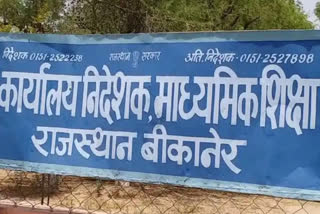 निदेशक 0151-2522238 राजस्थान सरकार अति. निदेशक - 0151-2527898
कार्यालय निदेशक, माध्यमिक शिक्षा
राजस्थान बीकानेर